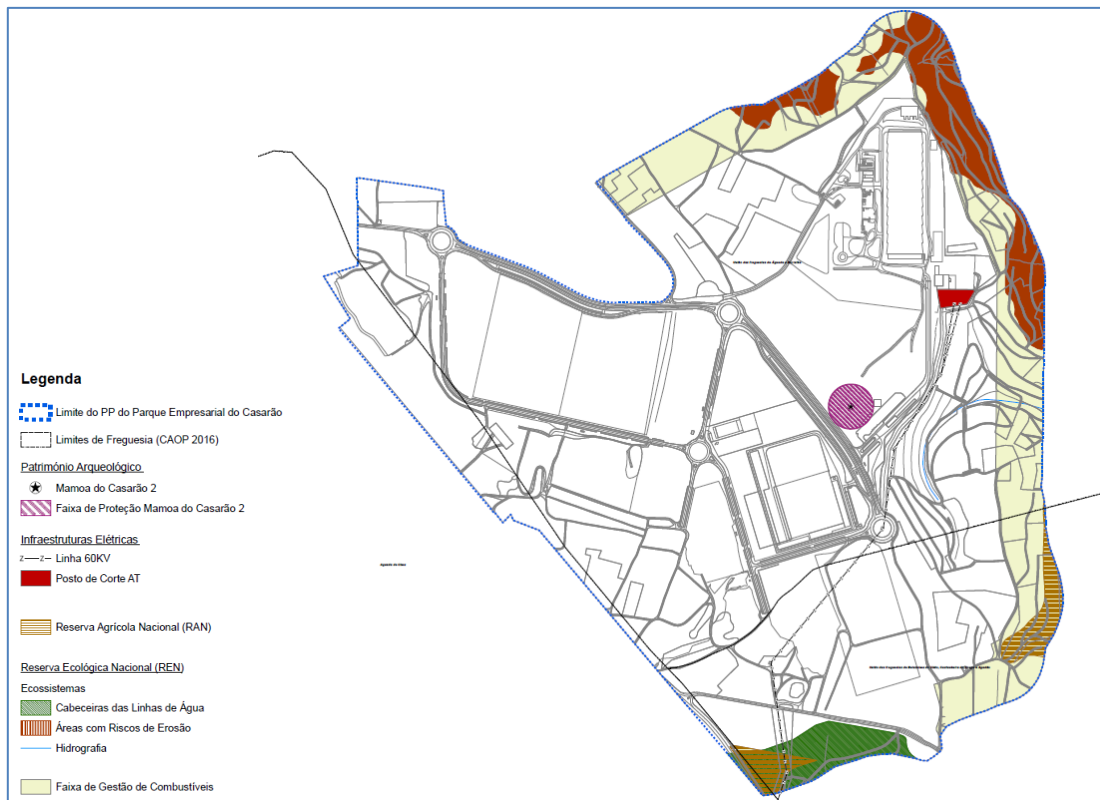 Legenda
Limite do PP do Parque Empresarial do Casarão
Limites de Freguesia (CAOP 2016)
Património Arqueológico
Mamoa do Casarão 2
Faixa de Proteção Mamoa do Casarão 2
Infraestruturas Elétricas
Z Z Linha 60KV
Posto de Corte AT
Reserva Agrícola Nacional (RAN)
Reserva Ecológica Nacional (REN)
Ecossistemas
Cabeceiras das Linhas de Água
Áreas com Riscos de Erosão
Hidrografia
Faixa de Gestão de Combustíveis